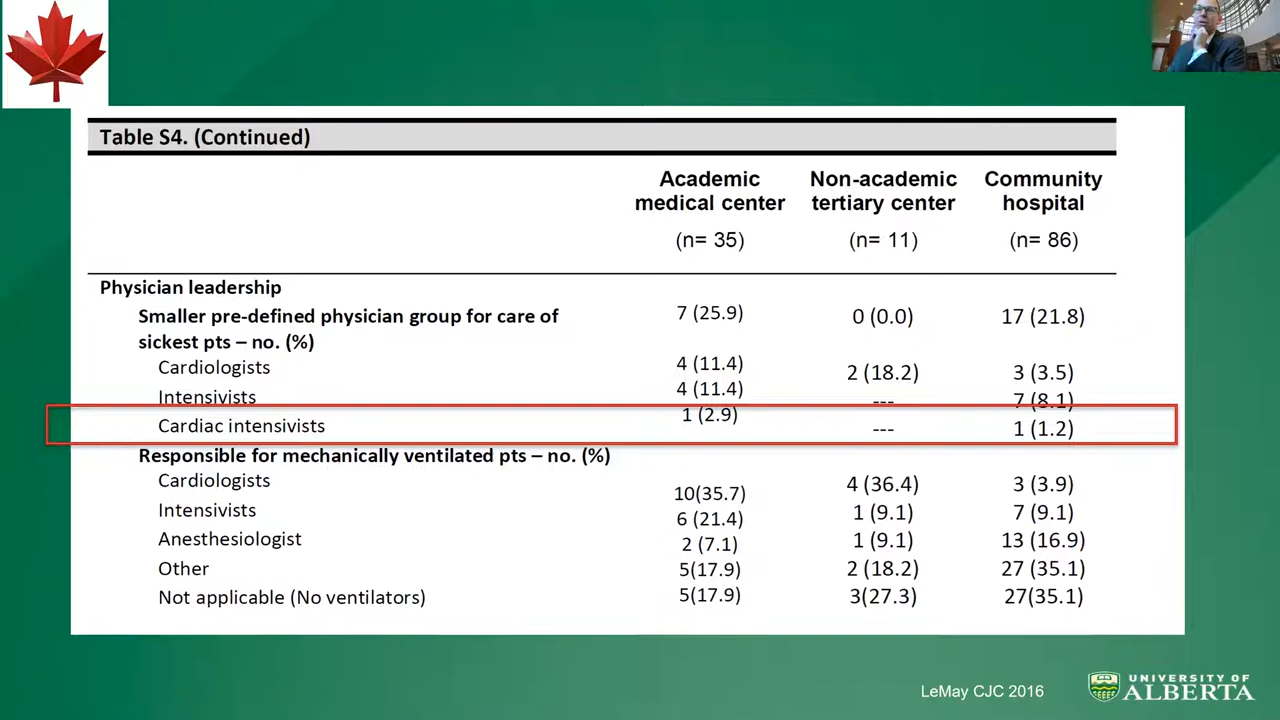 Table S4. (Continued)
Academic medical center Non-academic tertiary center Community hospital
(n= 35) (n= 11) (n= 86)
Physician leadership
Smaller pre-defined physician group for care of sickest pts – no. (%) 7 (25.9) 0 (0.0) 17 (21.8)
Cardiologists 4 (11.4) 2 (18.2) 3 (3.5)
Intensivists 4 (11.4) --- 7 (8.1)
Cardiac intensivists 1 (2.9) --- 1 (1.2)
Responsible for mechanically ventilated pts – no. (%)
Cardiologists 10(35.7) 4 (36.4) 3 (3.9)
Intensivists 6 (21.4) 1 (9.1) 7 (9.1)
Anesthesiologist 2 (7.1) 1 (9.1) 13 (16.9)
Other 5(17.9) 2 (18.2) 27 (35.1)
Not applicable (No ventilators) 5(17.9) 3(27.3) 27(35.1)
LeMay CJC 2016
UNIVERSITY OF
ALBERTA